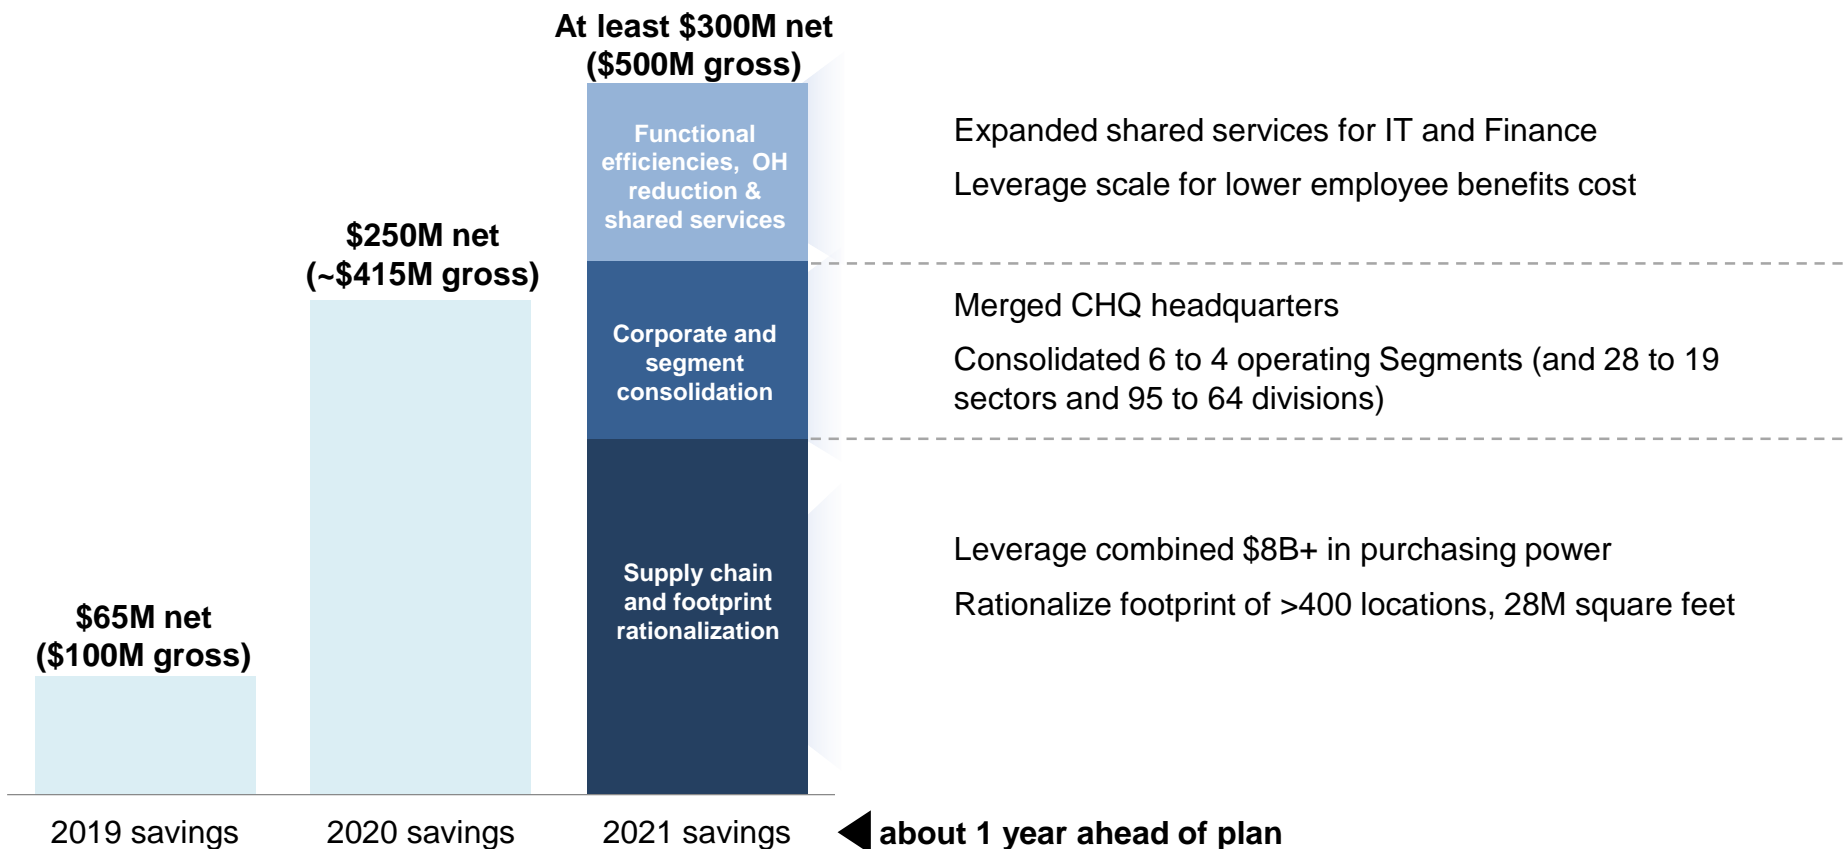 At least $300M net
($500M gross)
Functional
efficiencies, OH
reduction &
shared services
Expanded shared services for IT and Finance
Leverage scale for lower employee benefits cost
$250M net
(~$415M gross)
Corporate and
segment
consolidation
Merged CHQ headquarters
Consolidated 6 to 4 operating Segments (and 28 to 19
sectors and 95 to 64 divisions)
$65M net
($100M gross)
Supply chain
and footprint
rationalization
Leverage combined $8B+ in purchasing power
Rationalize footprint of >400 locations, 28M square feet
2019 savings
2020 savings
2021 savings
about 1 year ahead of plan